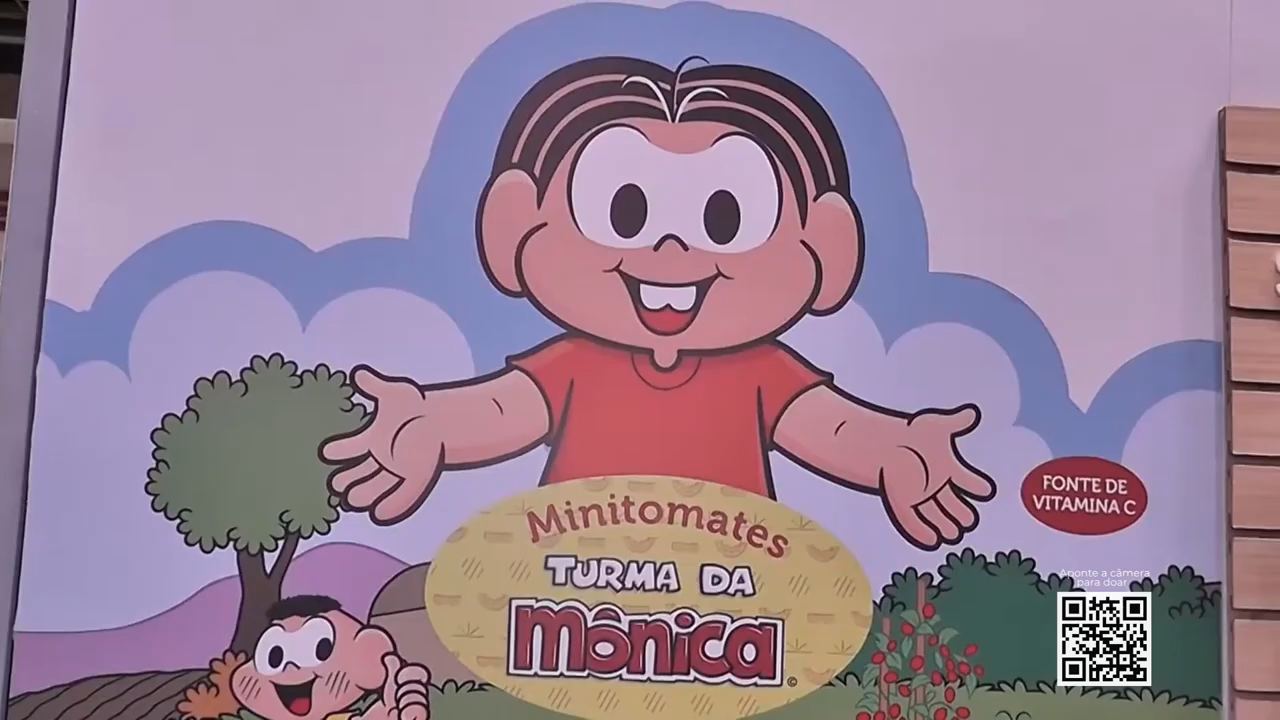 Minitomates
TURMA DA
Mônica
FONTE DE
VITAMINA C
Aponte a câmera
para doar